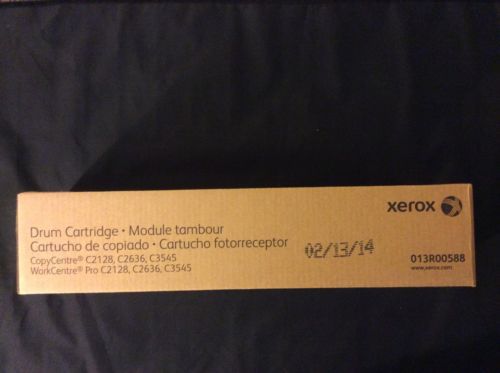 xerox
Drum Cartridge • Module tambour
Cartucho de copiado • Cartucho fotorreceptor
CopyCentre® C2128, C2636, C3545
WorkCentre® Pro C2128, C2636, C3545
02/13/14
013R00588
www.xerox.com